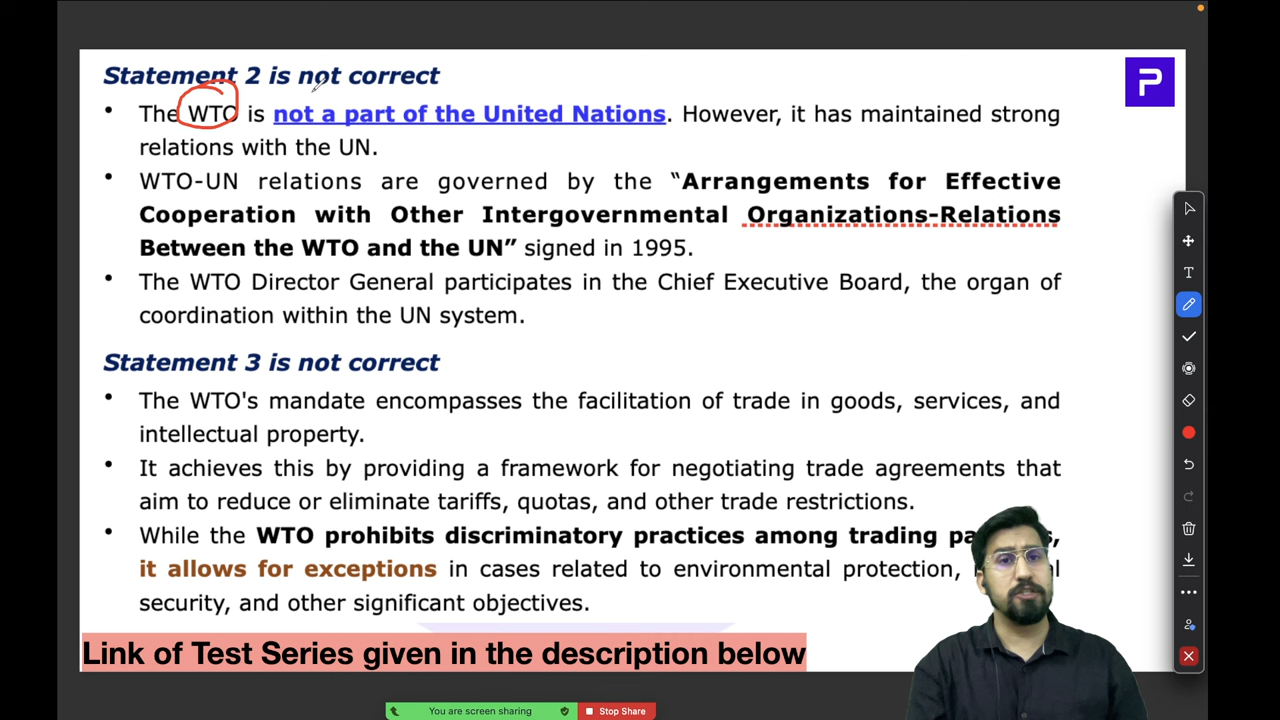 Statement 2 is not correct
P
• The WTO is not a part of the United Nations. However, it has maintained strong
relations with the UN.
• WTO-UN relations are governed by the “Arrangements for Effective
Cooperation with Other Intergovernmental Organizations-Relations
Between the WTO and the UN” signed in 1995.
• The WTO Director General participates in the Chief Executive Board, the organ of
coordination within the UN system.
Statement 3 is not correct
• The WTO's mandate encompasses the facilitation of trade in goods, services, and
intellectual property.
• It achieves this by providing a framework for negotiating trade agreements that
aim to reduce or eliminate tariffs, quotas, and other trade restrictions.
• While the WTO prohibits discriminatory practices among trading
it allows for exceptions in cases related to environmental protection,
security, and other significant objectives.
Link of Test Series given in the description below
You are screen sharing Stop Share